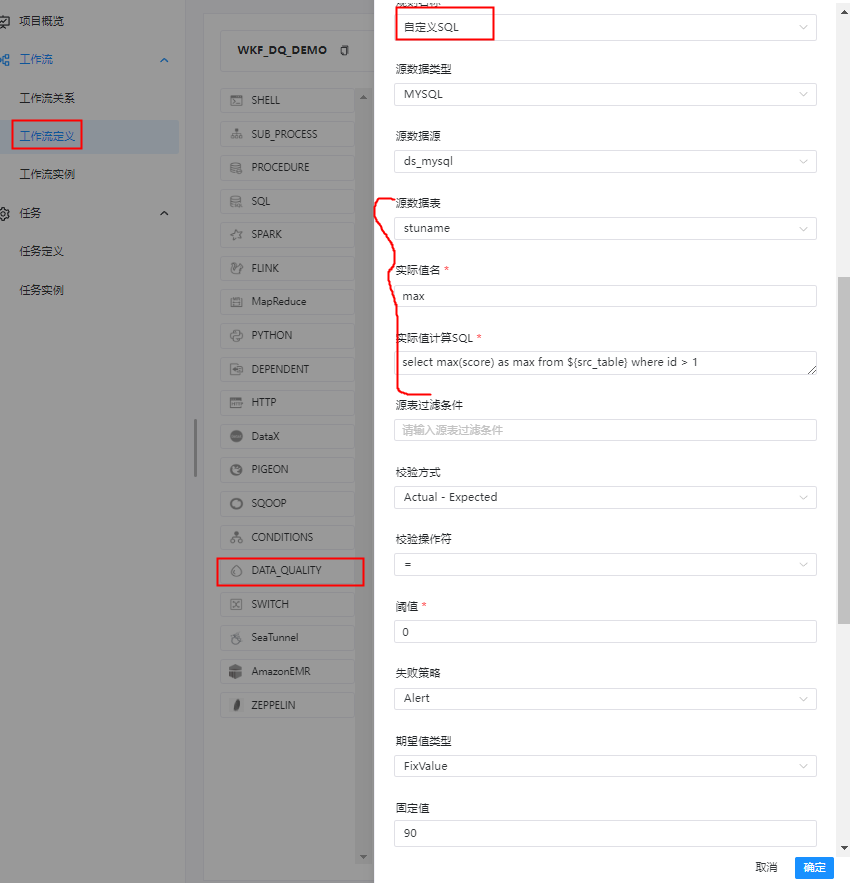 项目概览
工作流
工作流关系
工作流定义
工作流实例
任务
任务定义
任务实例
WKF_DQ_DEMO
SHELL
SUB_PROCESS
PROCEDURE
SQL
SPARK
FLINK
MapReduce
PYTHON
DEPENDENT
HTTP
DataX
PIGEON
SQOOP
CONDITIONS
DATA_QUALITY
SWITCH
SeaTunnel
AmazonEMR
ZEPPELIN
规则名称
自定义SQL
源数据类型
MYSQL
源数据源
ds_mysql
源数据表
stuname
实际值名 *
max
实际值计算SQL *
select max(score) as max from ${src_table} where id > 1
源表过滤条件
请输入源表过滤条件
校验方式
Actual - Expected
校验操作符
=
阈值 *
0
失败策略
Alert
期望值类型
FixValue
固定值
90
取消
确定